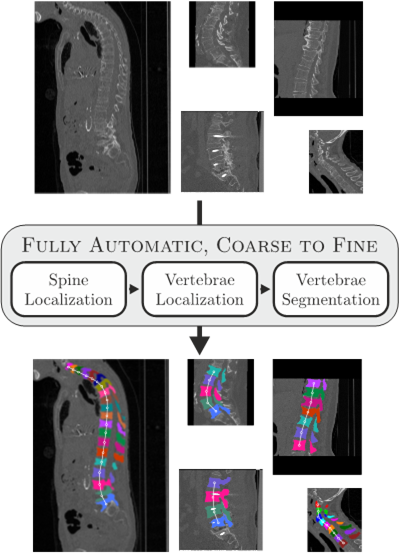 FULLY AUTOMATIC, COARSE TO FINE
Spine
Localization
Vertebrae
Localization
Vertebrae
Segmentation